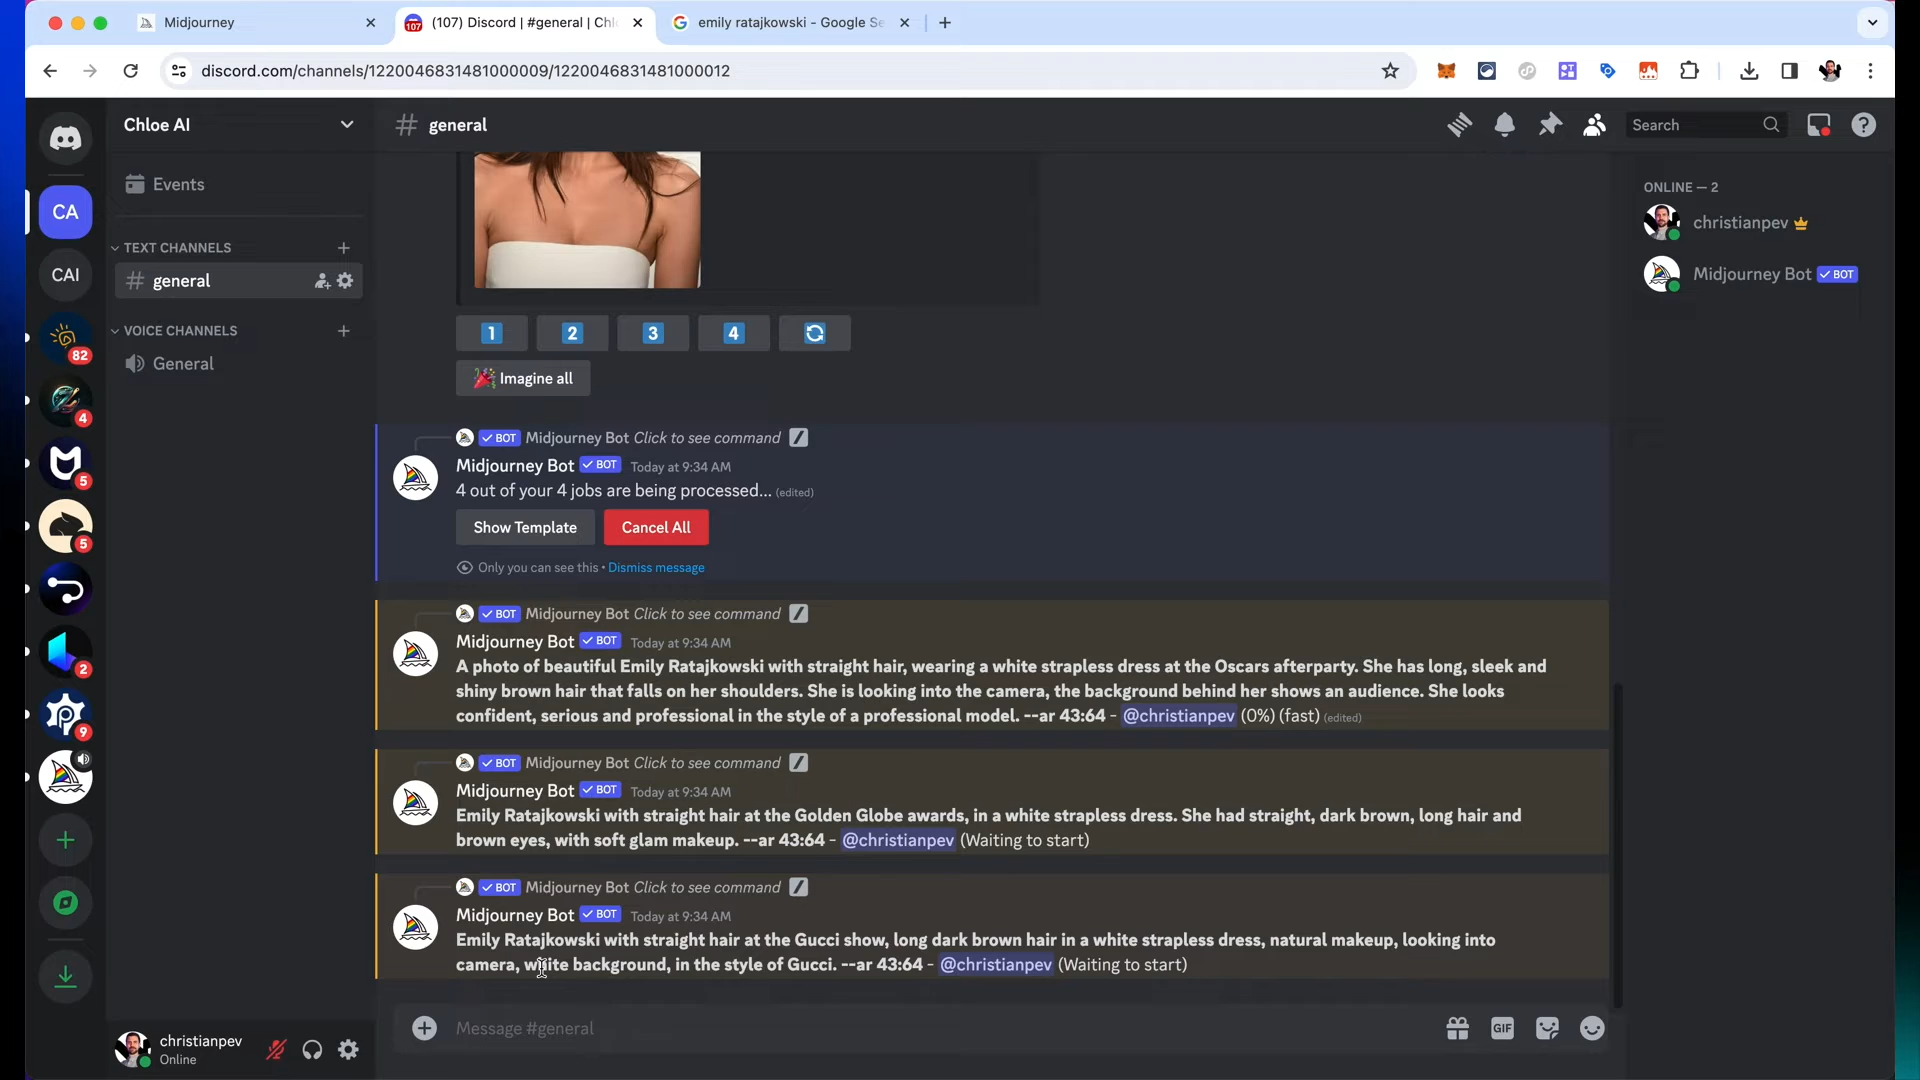 Midjourney
(107) Discord | #general | Chl
emily ratajkowski - Google Se
discord.com/channels/1220046831481000009/1220046831481000012
Chloe AI
general
Search
Events
CA
ONLINE — 2
TEXT CHANNELS
christianpev
CAI
general
Midjourney Bot BOT
VOICE CHANNELS
1 2 3 4
82
General
Imagine all
4
BOT Midjourney Bot Click to see command
Midjourney Bot BOT Today at 9:34 AM
5
4 out of your 4 jobs are being processed... (edited)
Show Template Cancel All
5
Only you can see this • Dismiss message
BOT Midjourney Bot Click to see command
Midjourney Bot BOT Today at 9:34 AM
A photo of beautiful Emily Ratajkowski with straight hair, wearing a white strapless dress at the Oscars afterparty. She has long, sleek and
2
shiny brown hair that falls on her shoulders. She is looking into the camera, the background behind her shows an audience. She looks
confident, serious and professional in the style of a professional model. --ar 43:64 - @christianpev (0%) (fast) (edited)
9
BOT Midjourney Bot Click to see command
Midjourney Bot BOT Today at 9:34 AM
Emily Ratajkowski with straight hair at the Golden Globe awards, in a white strapless dress. She had straight, dark brown, long hair and
brown eyes, with soft glam makeup. --ar 43:64 - @christianpev (Waiting to start)
BOT Midjourney Bot Click to see command
Midjourney Bot BOT Today at 9:34 AM
Emily Ratajkowski with straight hair at the Gucci show, long dark brown hair in a white strapless dress, natural makeup, looking into
camera, white background, in the style of Gucci. --ar 43:64 - @christianpev (Waiting to start)
Message #general
GIF
christianpev
Online